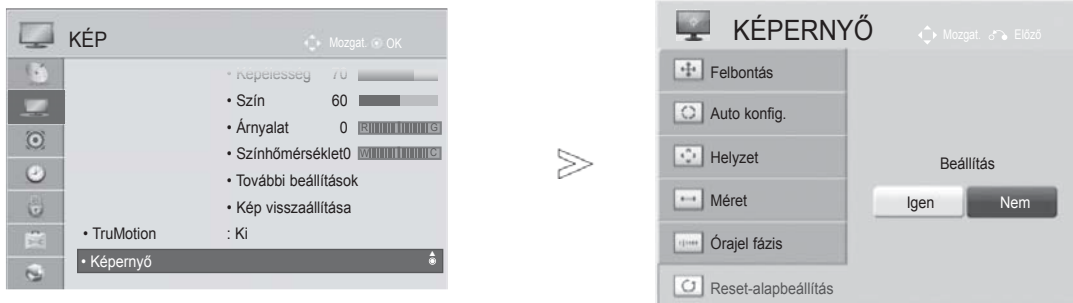 KÉP
Mozgat. OK
• Képélesség 70
• Szín 60
• Árnyalat 0 R G
• Színhőmérséklet0 W C
• További beállítások
• Kép visszaállítása
• TruMotion : Ki
• Képernyő
KÉPERNYŐ
Mozgat. Előző
Felbontás
Auto konfig.
Helyzet
Méret
Órajel fázis
Reset-alapbeállítás
Beállítás
Igen Nem